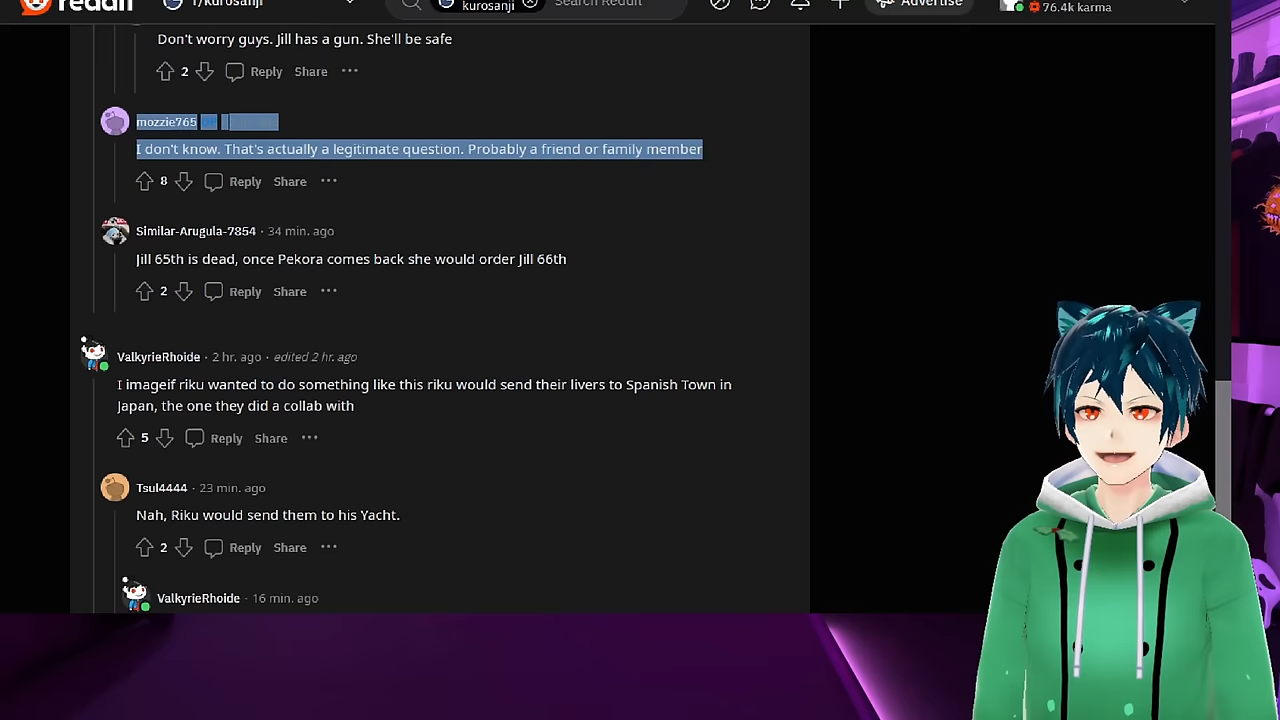 reddit
r/kurosanji
kurosanji
Search Reddit
Advertise
76.4k karma
Don't worry guys. Jill has a gun. She'll be safe
2 Reply Share
mozzie765
I don't know. That's actually a legitimate question. Probably a friend or family member
8 Reply Share
Similar-Arugula-7854 · 34 min. ago
Jill 65th is dead, once Pekora comes back she would order Jill 66th
2 Reply Share
ValkyrieRhoide · 2 hr. ago · edited 2 hr. ago
I imageif riku wanted to do something like this riku would send their livers to Spanish Town in
Japan, the one they did a collab with
5 Reply Share
Tsul4444 · 23 min. ago
Nah, Riku would send them to his Yacht.
2 Reply Share
ValkyrieRhoide · 16 min. ago